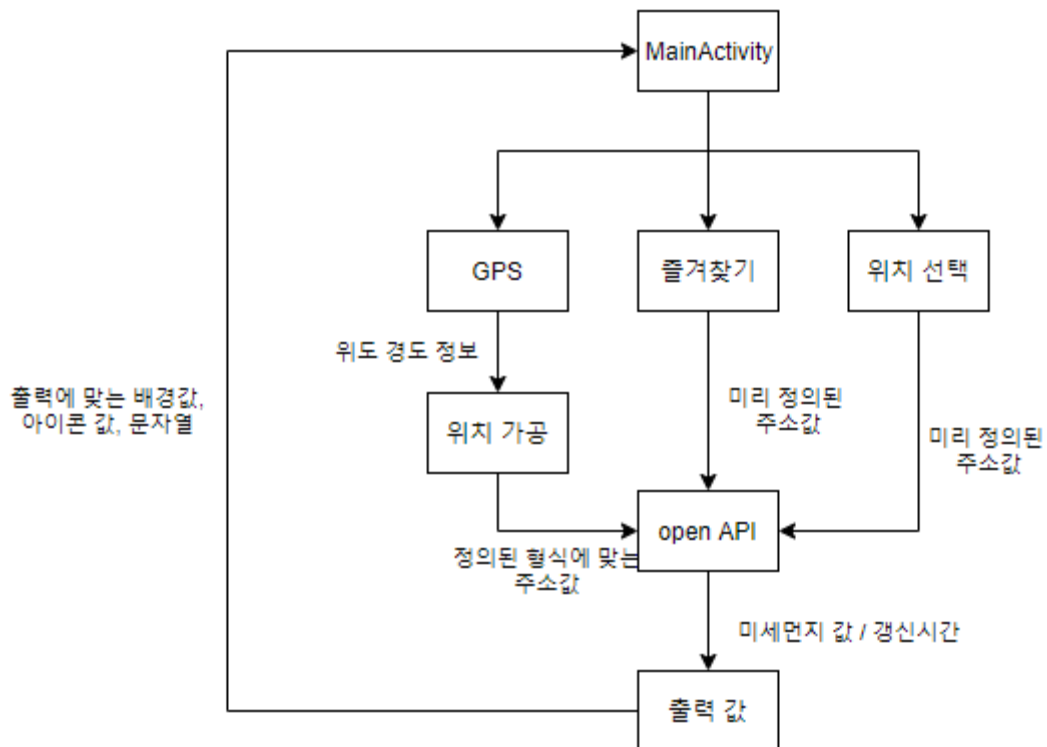 MainActivity
GPS
즐겨찾기
위치 선택
위도 경도 정보
출력에 맞는 배경값,
아이콘 값, 문자열
위치 가공
미리 정의된
주소값
미리 정의된
주소값
open API
정의된 형식에 맞는
주소값
미세먼지 값 / 갱신시간
출력 값